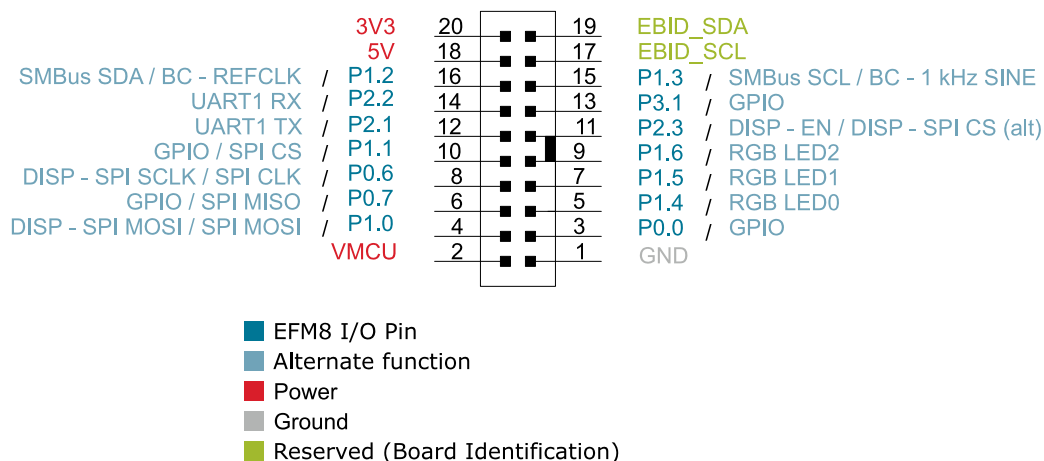 3V3 20 19 EBID_SDA
5V 18 17 EBID_SCL
SMBus SDA / BC - REFCLK / P1.2 16 15 P1.3 / SMBus SCL / BC - 1 kHz SINE
UART1 RX / P2.2 14 13 P3.1 / GPIO
UART1 TX / P2.1 12 11 P2.3 / DISP - EN / DISP - SPI CS (alt)
GPIO / SPI CS / P1.1 10 9 P1.6 / RGB LED2
DISP - SPI SCLK / SPI CLK / P0.6 8 7 P1.5 / RGB LED1
GPIO / SPI MISO / P0.7 6 5 P1.4 / RGB LED0
DISP - SPI MOSI / SPI MOSI / P1.0 4 3 P0.0 / GPIO
VMCU 2 1 GND
EFM8 I/O Pin
Alternate function
Power
Ground
Reserved (Board Identification)